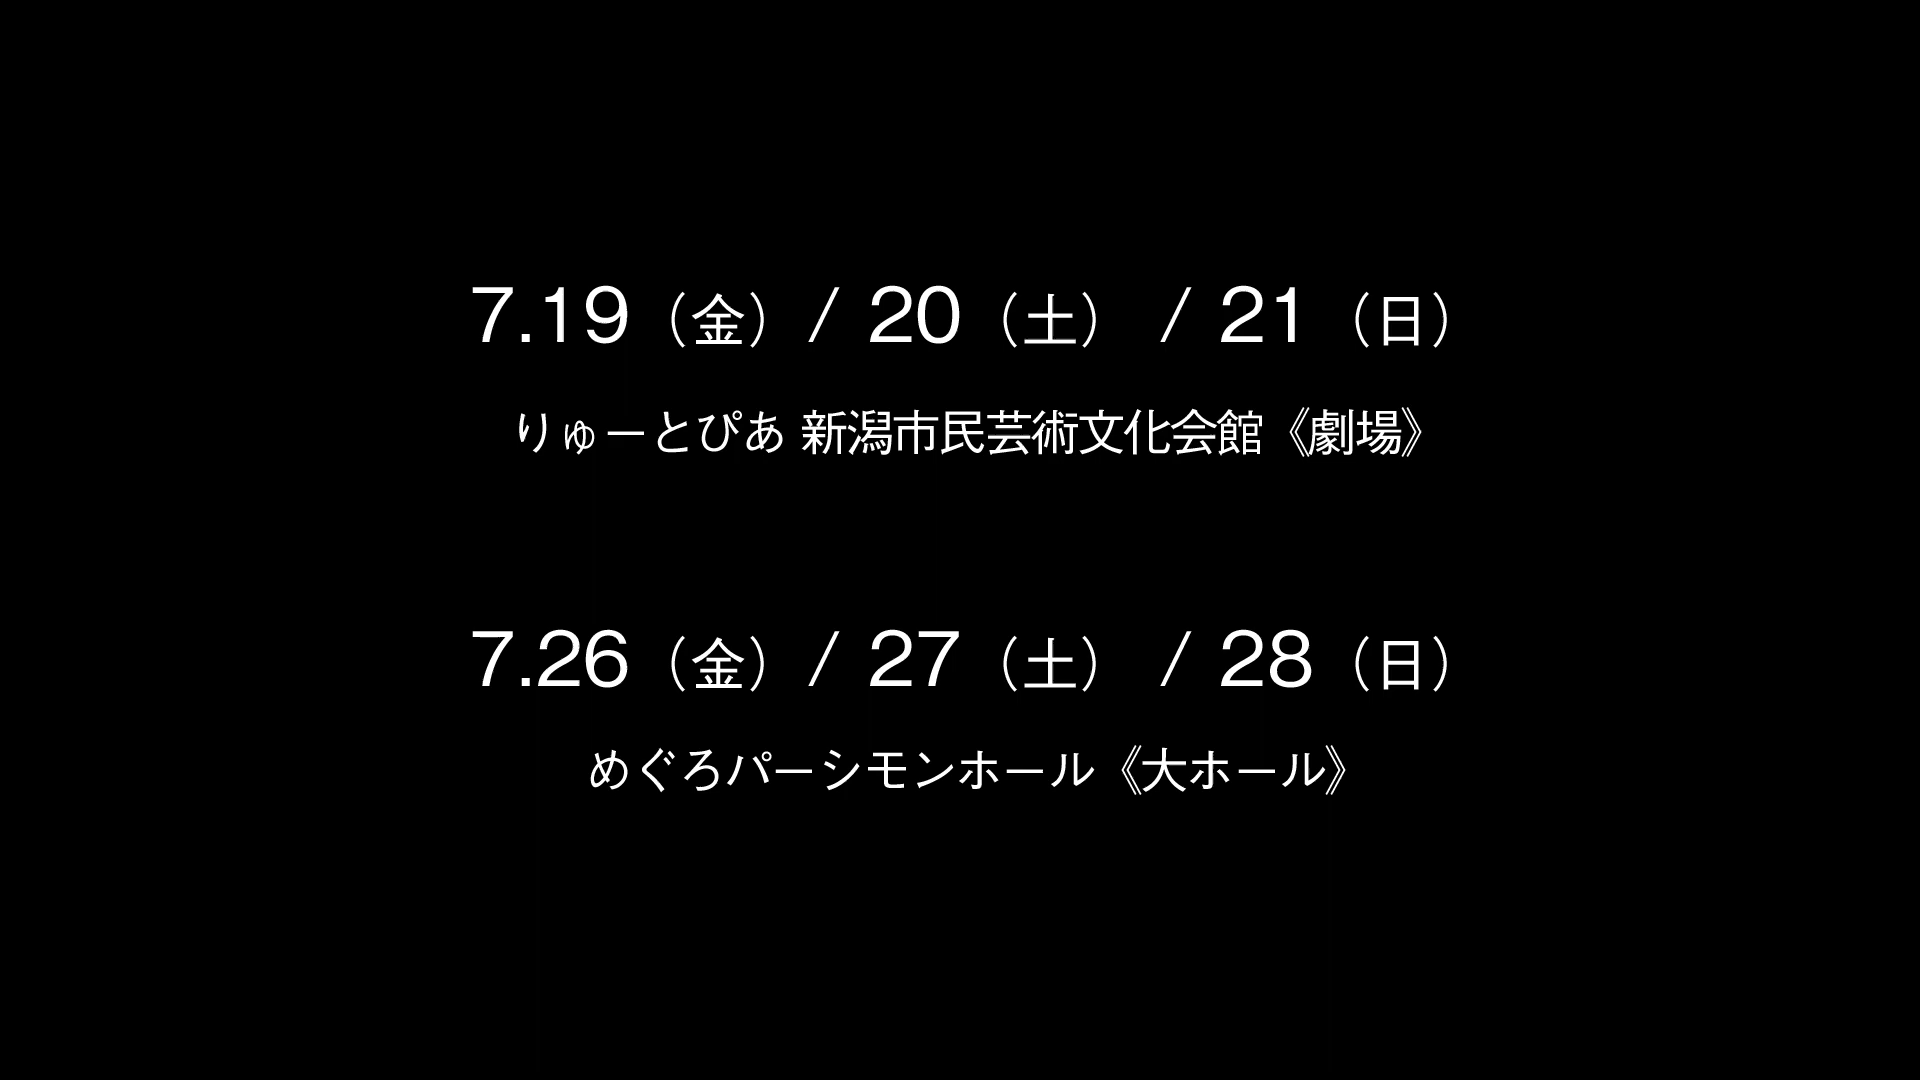 7.19（金）/ 20（土） / 21（日）
りゅーとぴあ 新潟市民芸術文化会館《劇場》
7.26（金）/ 27（土） / 28（日）
めぐろパーシモンホール《大ホール》